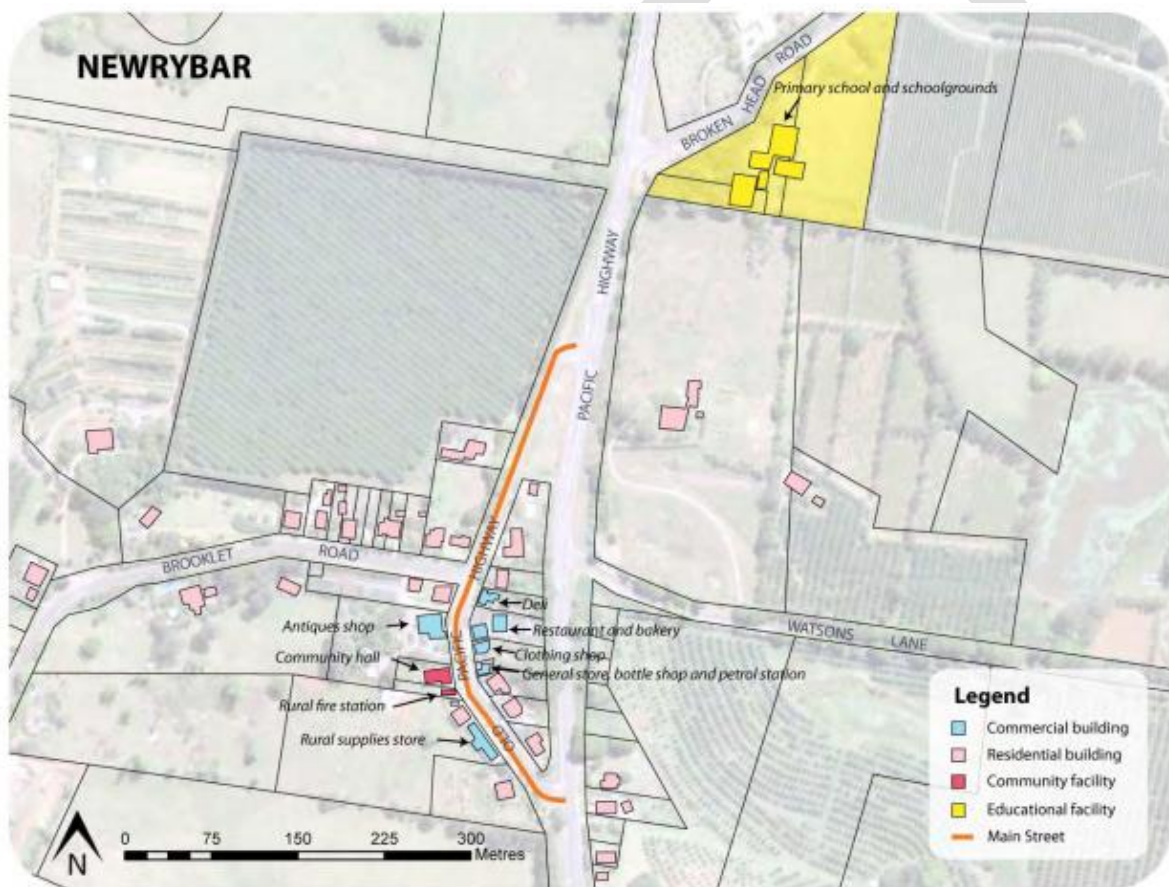 NEWRYBAR
BROKEN HEAD ROAD
Primary school and schoolgrounds
PACIFIC HIGHWAY
BROOKLET ROAD
OLD PACIFIC HIGHWAY
WATSONS LANE
Deli
Antiques shop
Restaurant and bakery
Clothing shop
Community hall
General store, bottle shop and petrol station
Rural fire station
Rural supplies store
Legend
Commercial building
Residential building
Community facility
Educational facility
Main Street
N
0 75 150 225 300
Metres